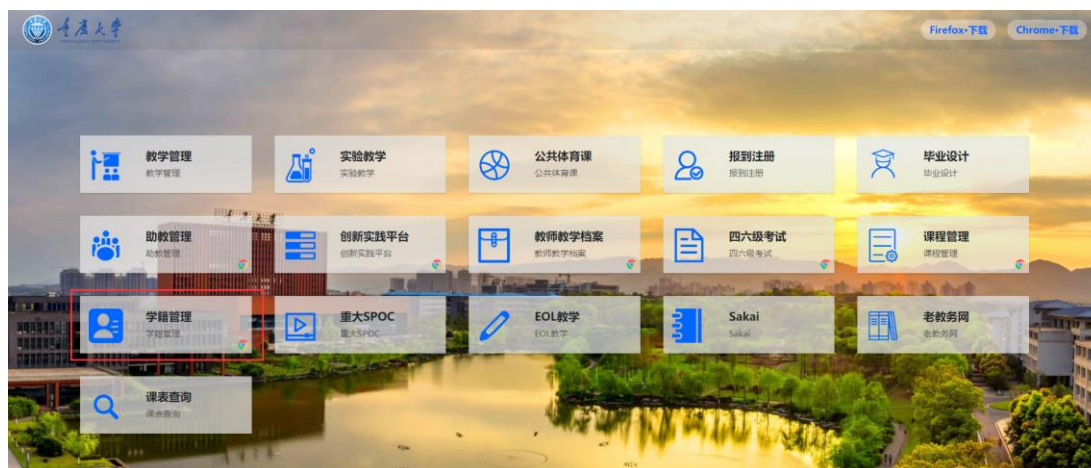 重庆大学
Firefox·下载
Chrome·下载
教学管理
教学管理
实验教学
实验教学
公共体育课
公共体育课
报到注册
报到注册
毕业设计
毕业设计
助教管理
助教管理
创新实践平台
创新实践平台
教师教学档案
教师教学档案
四六级考试
四六级考试
课程管理
课程管理
学籍管理
学籍管理
重大SPOC
重大SPOC
EOL教学
EOL教学
Sakai
Sakai
老教务网
老教务网
课表查询
课表查询